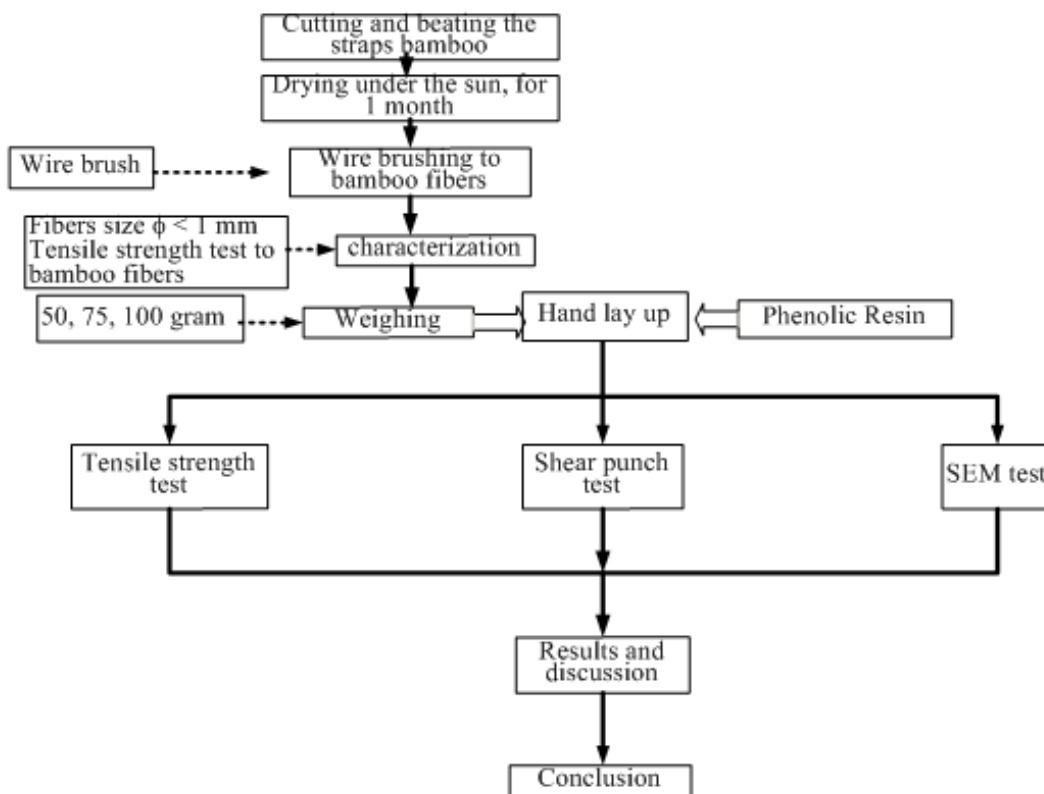 Cutting and beating the
straps bamboo
Drying under the sun, for
1 month
Wire brush
Wire brushing to
bamboo fibers
Fibers size ϕ < 1 mm
Tensile strength test to
bamboo fibers
characterization
50, 75, 100 gram
Weighing
Hand lay up
Phenolic Resin
Tensile strength
test
Shear punch
test
SEM test
Results and
discussion
Conclusion